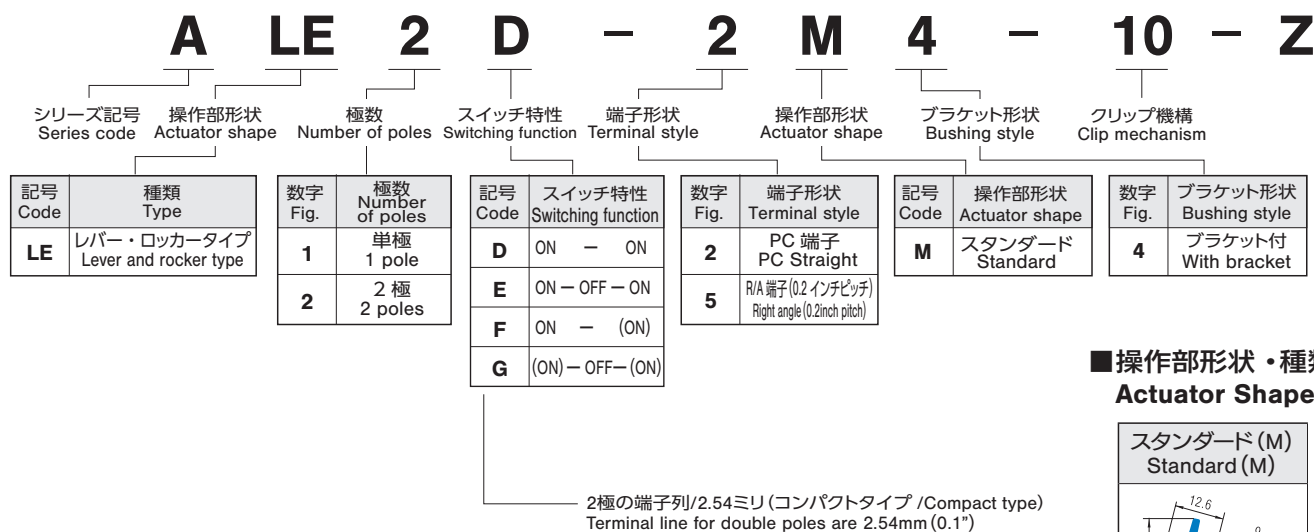 A LE 2 D - 2 M 4 - 10 - Z
シリーズ記号
Series code
操作部形状
Actuator shape
極数
Number of poles
スイッチ特性
Switching function
端子形状
Terminal style
操作部形状
Actuator shape
ブラケット形状
Bushing style
クリップ機構
Clip mechanism
記号
Code
種類
Type
LE
レバー・ロッカータイプ
Lever and rocker type
数字
Fig.
極数
Number
of poles
1
単極
1 pole
2
2 極
2 poles
記号
Code
スイッチ特性
Switching function
D
ON － ON
E
ON－OFF－ON
F
ON － (ON)
G
(ON)－OFF－(ON)
数字
Fig.
端子形状
Terminal style
2
PC 端子
PC Straight
5
R/A 端子(0.2 インチピッチ)
Right angle(0.2inch pitch)
記号
Code
操作部形状
Actuator shape
M
スタンダード
Standard
数字
Fig.
ブラケット形状
Bushing style
4
ブラケット付
With bracket
2極の端子列/2.54ミリ(コンパクトタイプ /Compact type)
Terminal line for double poles are 2.54mm(0.1")
■操作部形状・種
Actuator Shape
スタンダード(M)
Standard(M)
12.6